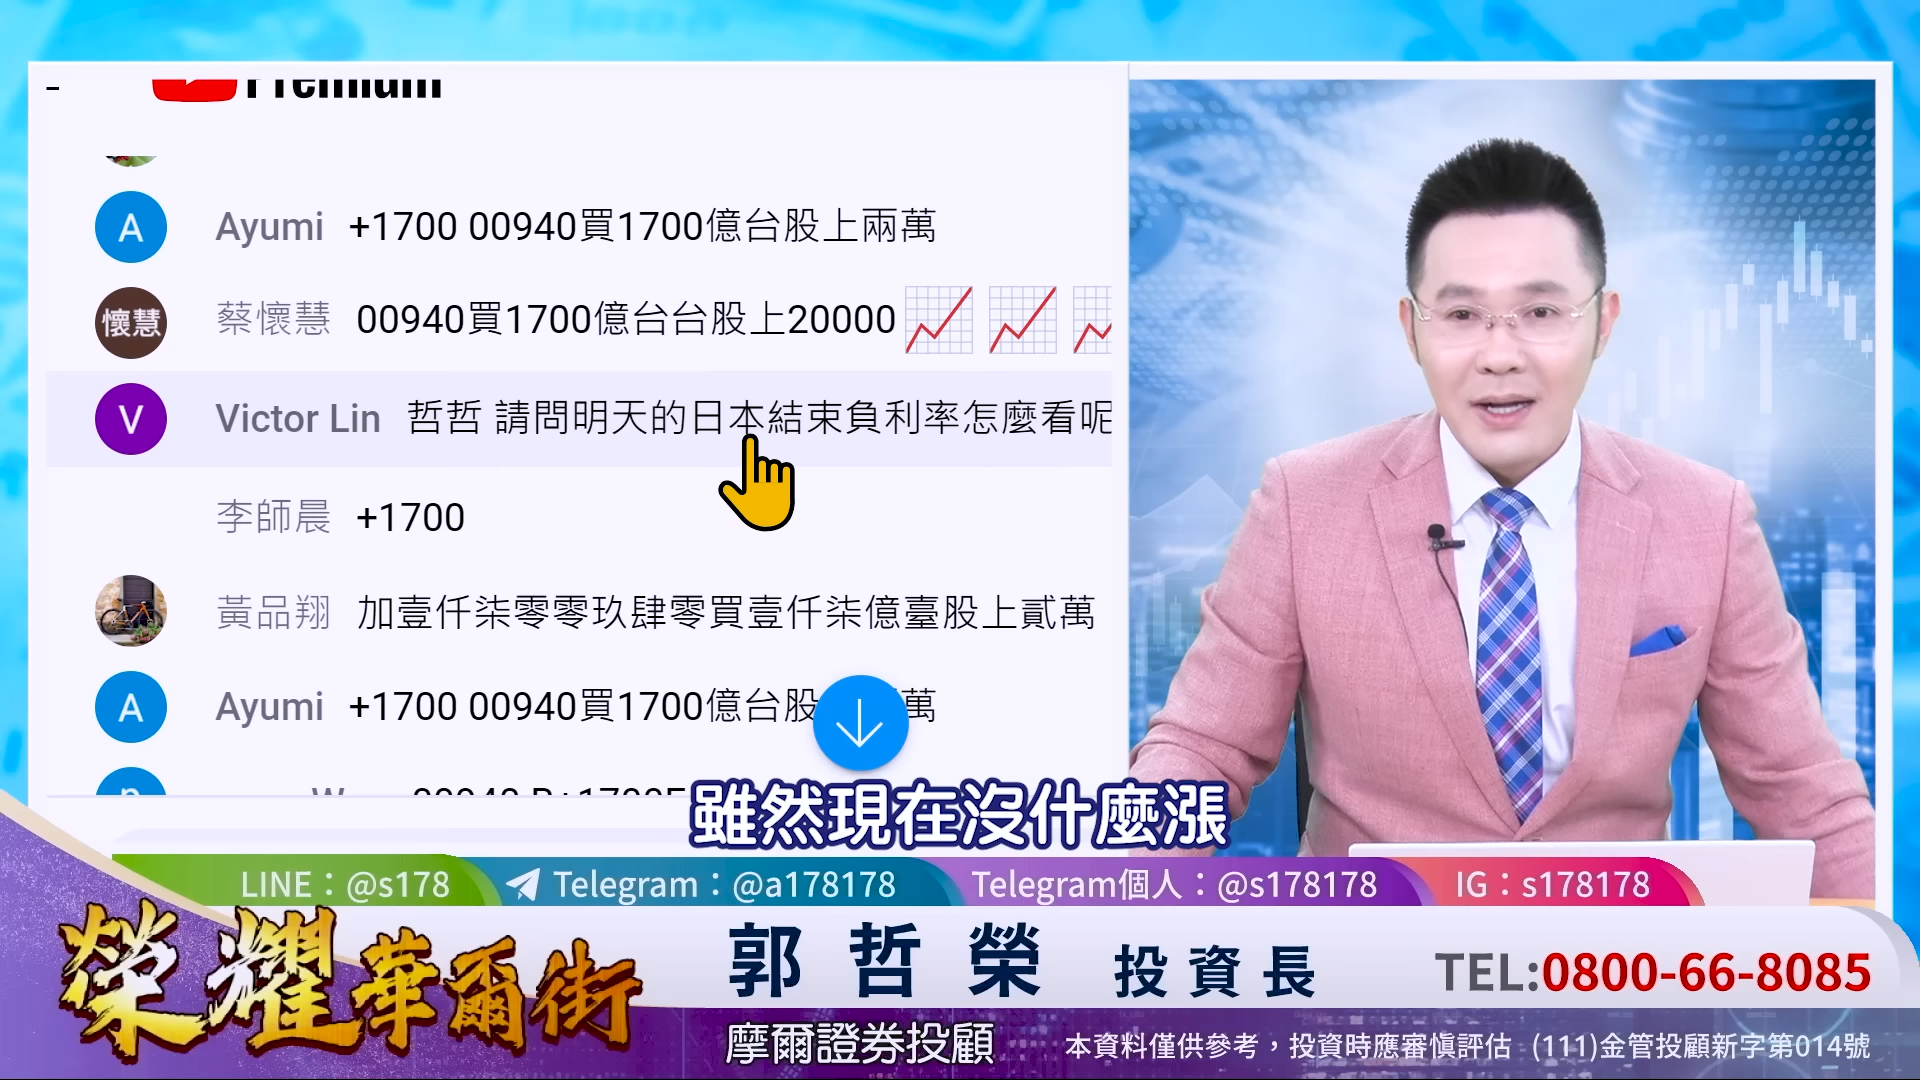 Premium
A Ayumi +1700 00940買1700億台股上兩萬
懷慧 蔡懷慧 00940買1700億台台股上20000
V Victor Lin 哲哲 請問明天的日本結束負利率怎麼看呢
李師晨 +1700
黃品翔 加壹仟柒零零玖肆零買壹仟柒億臺股上貳萬
A Ayumi +1700 00940買1700億台股 萬
雖然現在沒什麼漲
LINE：@s178 Telegram：@a178178 Telegram個人：@s178178 IG：s178178
榮耀華爾街
郭哲榮 投資長 TEL:0800-66-8085
摩爾證券投顧 本資料僅供參考，投資時應審慎評估 (111)金管投顧新字第014號